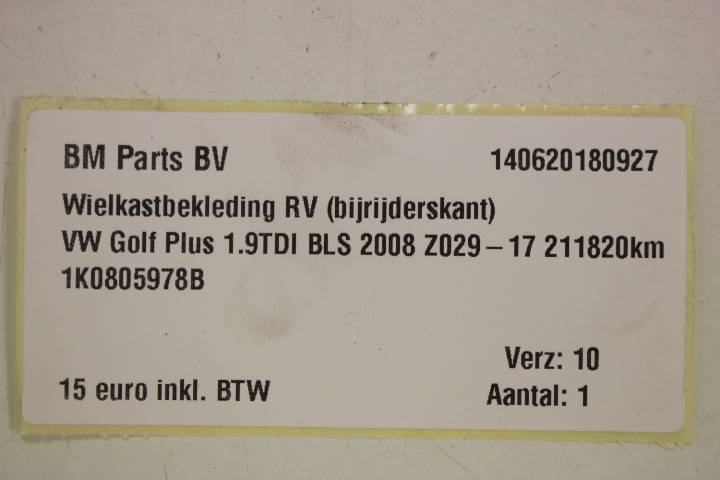 BM Parts BV 140620180927
Wielkastbekleding RV (bijrijderskant)
VW Golf Plus 1.9TDI BLS 2008 Z029-17 211820km
1K0805978B
Verz: 10
15 euro inkl. BTW Aantal: 1